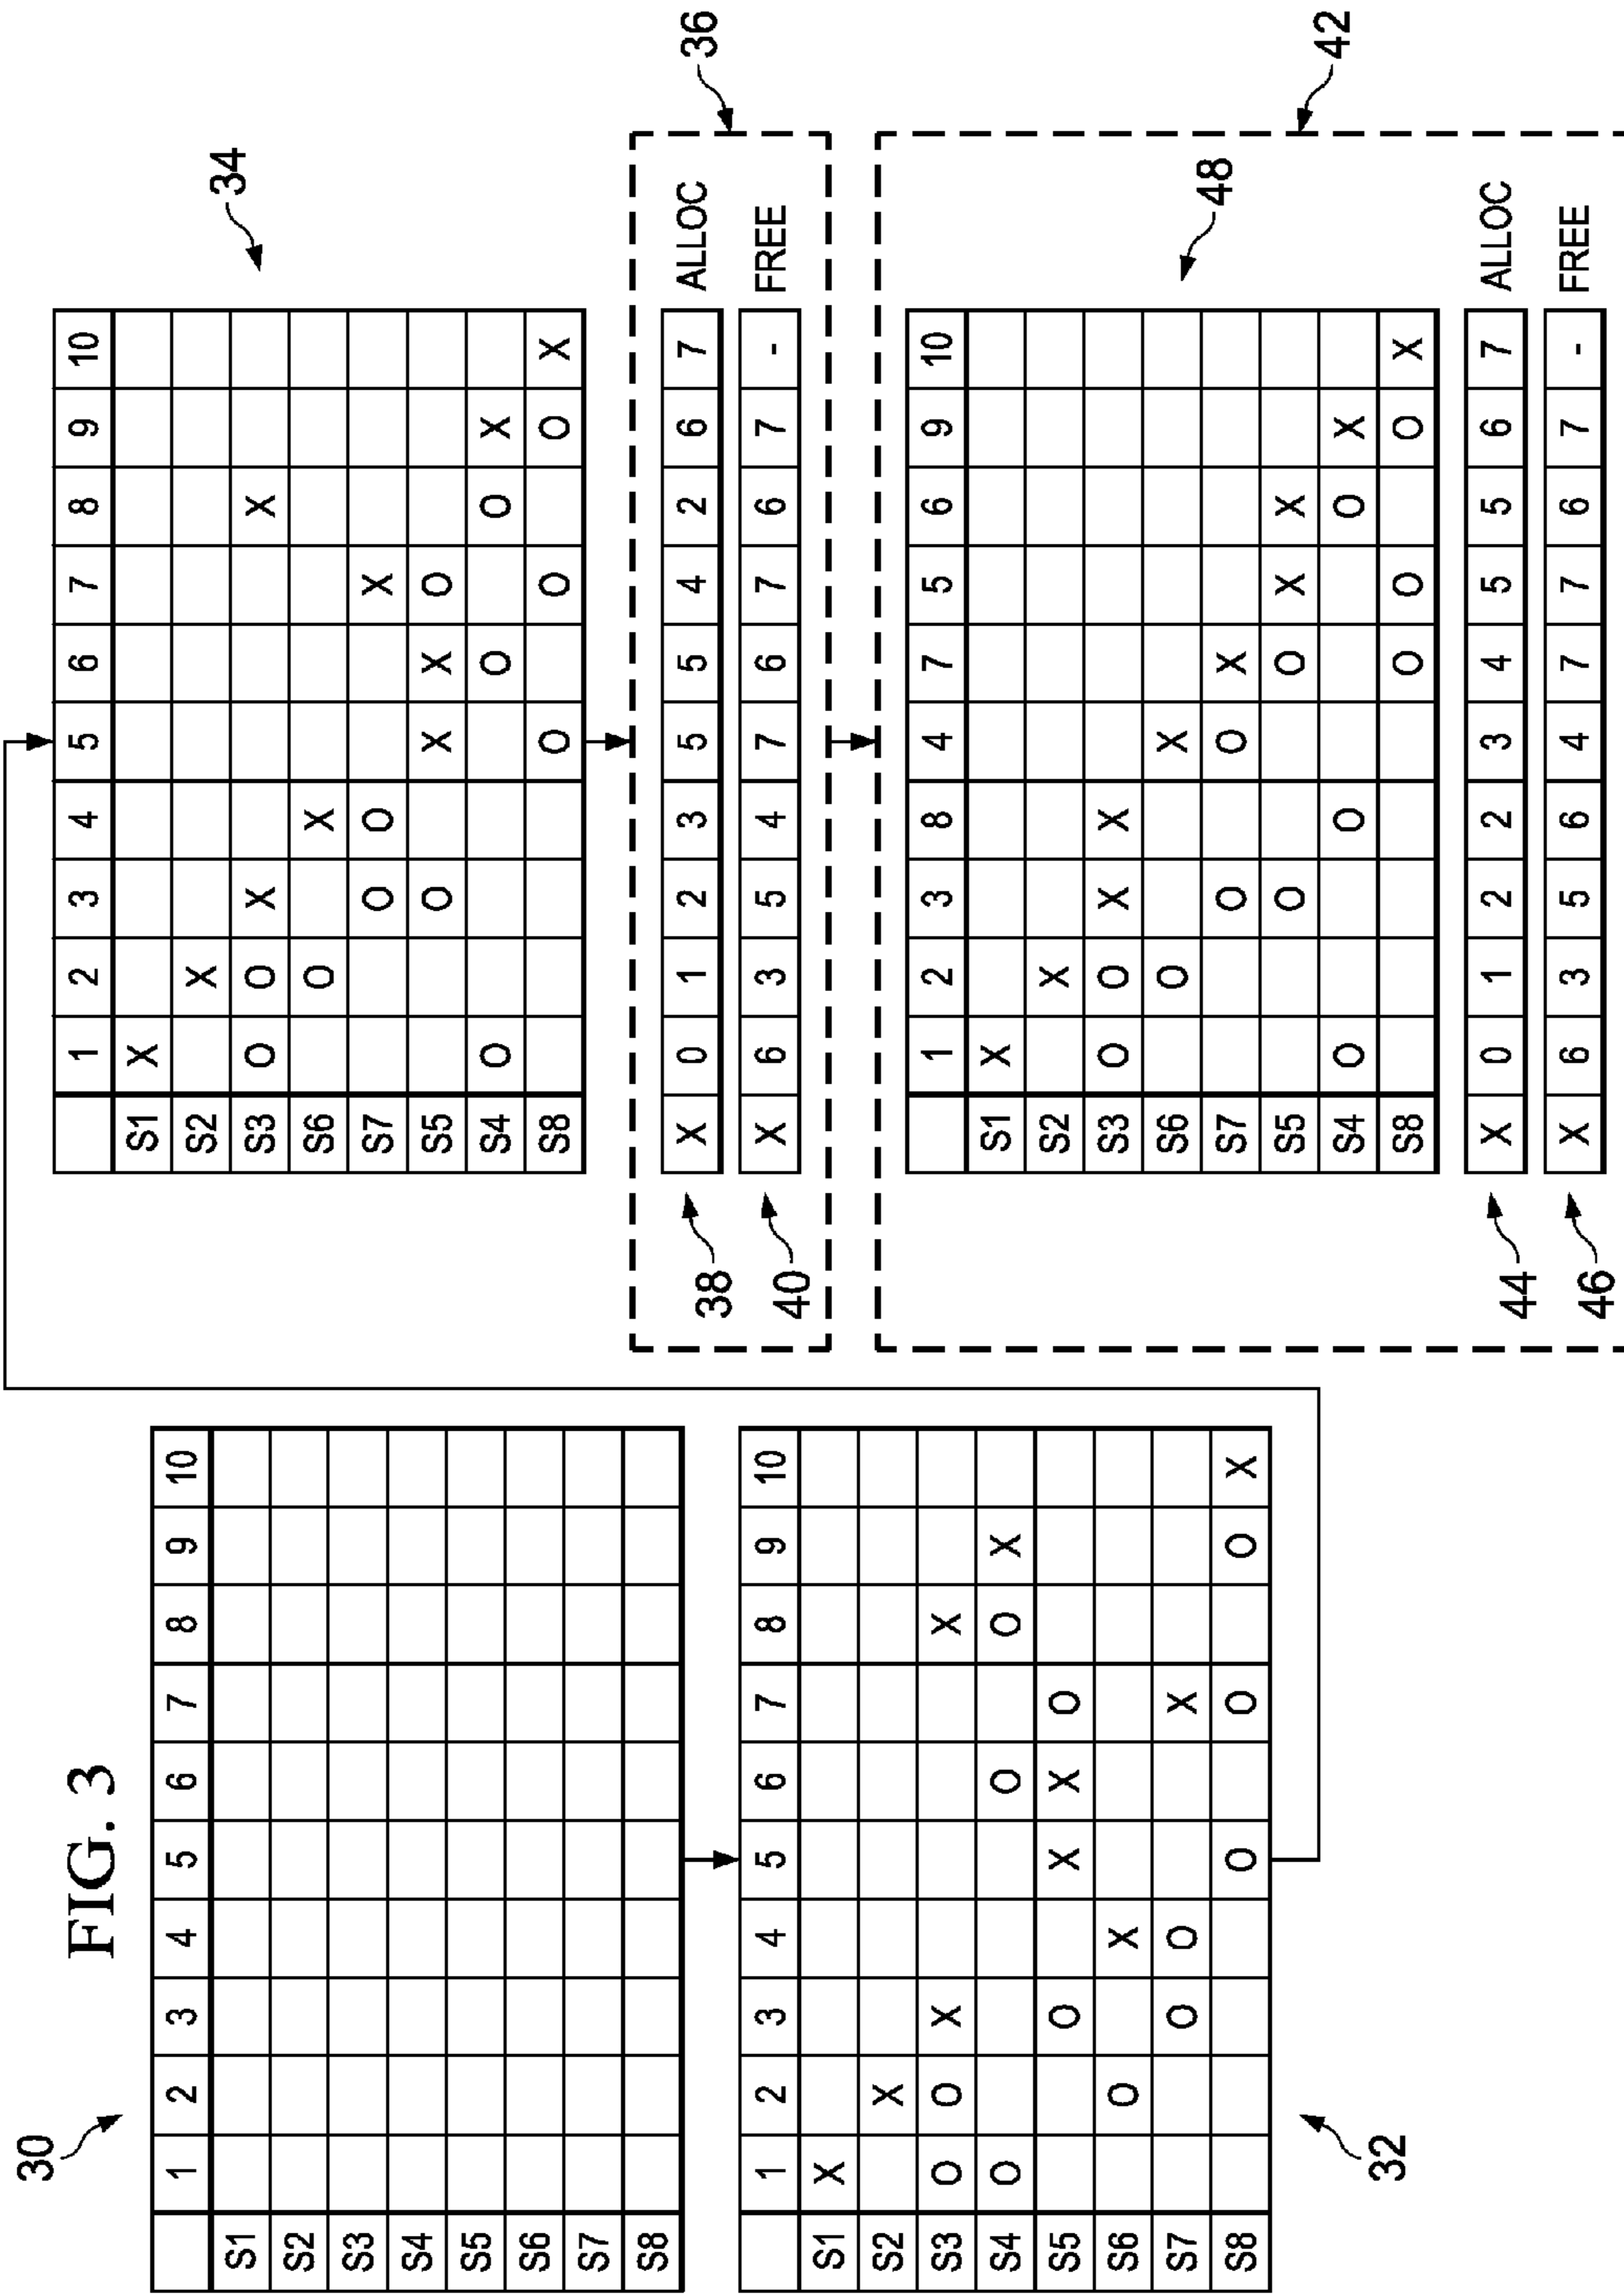 FIG. 3
30
1 2 3 4 5 6 7 8 9 10
S1
S2
S3
S4
S5
S6
S7
S8
1 2 3 4 5 6 7 8 9 10
S1 X
S2 X
S3 O O X X
S4 O O O X
S5 O X X O
S6 O X
S7 O O X
S8 O O O X
32
34
1 2 3 4 5 6 7 8 9 10
S1 X
S2 X
S3 O O X X
S6 O X
S7 O O X
S5 O X X O
S4 O O O X
S8 O O O X
36
38 X 0 1 2 3 5 5 4 2 6 7 ALLOC
40 X 6 3 5 4 7 6 7 6 7 - FREE
42
48
1 2 3 8 4 7 5 6 9 10
S1 X
S2 X
S3 O O X X
S6 O X
S7 O O X
S5 O O X X
S4 O O O X
S8 O O O X
44 X 0 1 2 2 3 4 5 5 6 7 ALLOC
46 X 6 3 5 6 4 7 7 6 7 - FREE